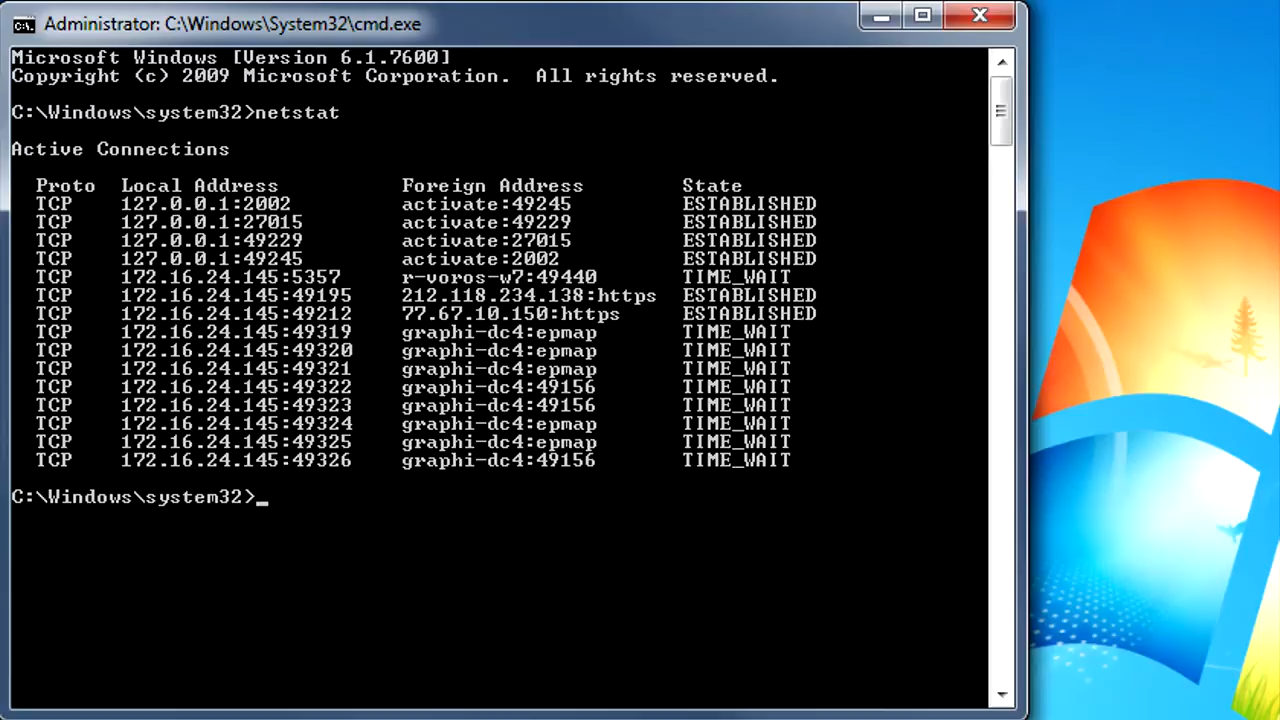 Administrator: C:\Windows\System32\cmd.exe
Microsoft Windows [Version 6.1.7600]
Copyright (c) 2009 Microsoft Corporation.  All rights reserved.
C:\Windows\system32>netstat
Active Connections
  Proto  Local Address          Foreign Address        State
  TCP    127.0.0.1:2002         activate:49245         ESTABLISHED
  TCP    127.0.0.1:27015        activate:49229         ESTABLISHED
  TCP    127.0.0.1:49229        activate:27015         ESTABLISHED
  TCP    127.0.0.1:49245        activate:2002          ESTABLISHED
  TCP    172.16.24.145:5357     r-voros-w7:49440       TIME_WAIT
  TCP    172.16.24.145:49195    212.118.234.138:https  ESTABLISHED
  TCP    172.16.24.145:49212    77.67.10.150:https     ESTABLISHED
  TCP    172.16.24.145:49319    graphi-dc4:epmap       TIME_WAIT
  TCP    172.16.24.145:49320    graphi-dc4:epmap       TIME_WAIT
  TCP    172.16.24.145:49321    graphi-dc4:epmap       TIME_WAIT
  TCP    172.16.24.145:49322    graphi-dc4:49156       TIME_WAIT
  TCP    172.16.24.145:49323    graphi-dc4:49156       TIME_WAIT
  TCP    172.16.24.145:49324    graphi-dc4:epmap       TIME_WAIT
  TCP    172.16.24.145:49325    graphi-dc4:epmap       TIME_WAIT
  TCP    172.16.24.145:49326    graphi-dc4:49156       TIME_WAIT
C:\Windows\system32>_